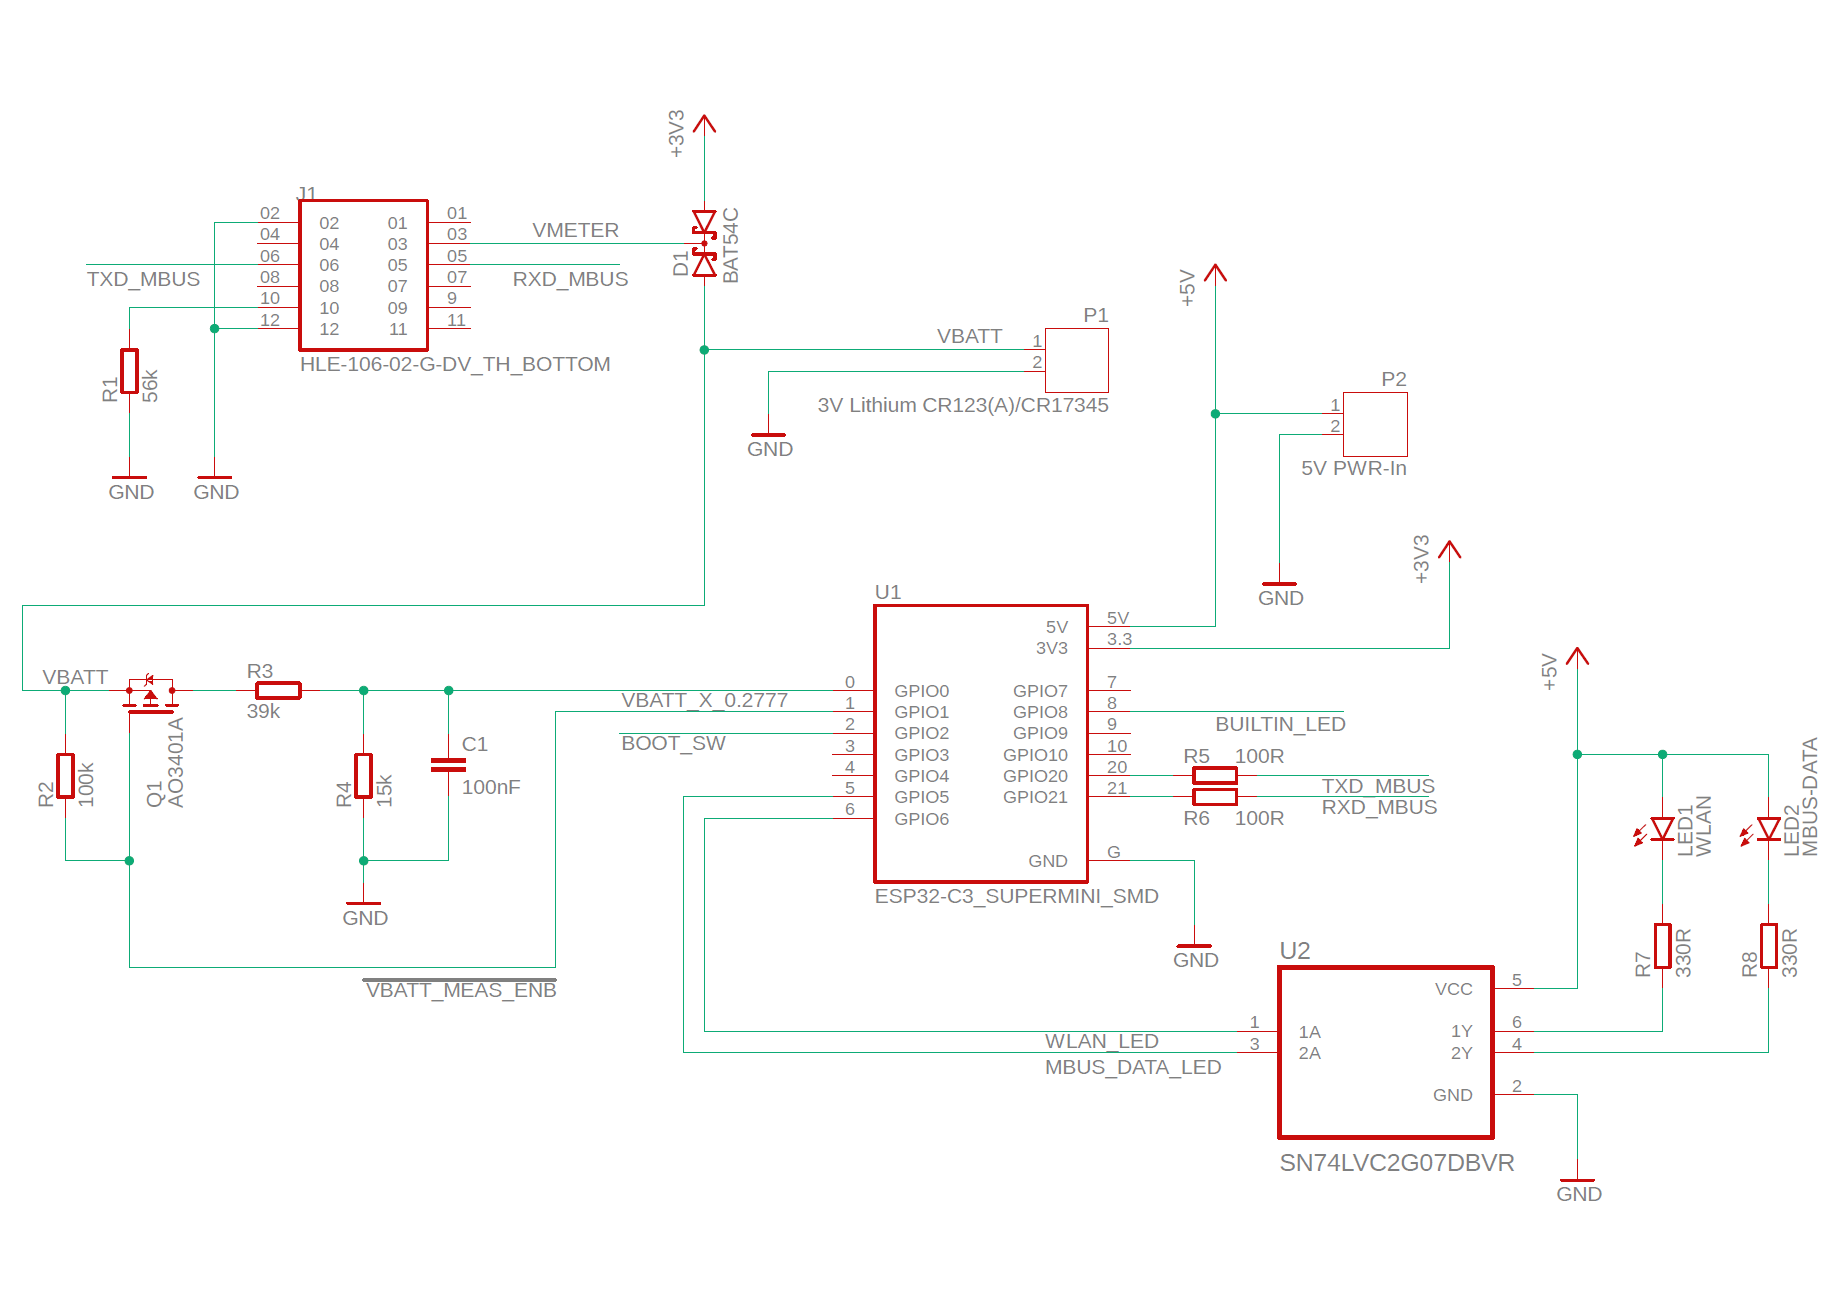 +3V3
J1
02 02 01 01
04 04 03 03
06 06 05 05
08 08 07 07
10 10 09 9
12 12 11 11
HLE-106-02-G-DV_TH_BOTTOM
TXD_MBUS
VMETER
RXD_MBUS
D1
BAT54C
R1
56k
GND
GND
VBATT
P1
1
2
3V Lithium CR123(A)/CR17345
GND
+5V
P2
1
2
5V PWR-In
GND
+3V3
VBATT
R2
100k
Q1
AO3401A
R3
39k
R4
15k
C1
100nF
GND
VBATT_MEAS_ENB
VBATT_X_0.2777
BOOT_SW
U1
5V 5V
3V3 3.3
0 GPIO0 GPIO7 7
1 GPIO1 GPIO8 8
2 GPIO2 GPIO9 9
3 GPIO3 GPIO10 10
4 GPIO4 GPIO20 20
5 GPIO5 GPIO21 21
6 GPIO6
GND G
ESP32-C3_SUPERMINI_SMD
BUILTIN_LED
R5 100R
TXD_MBUS
RXD_MBUS
R6 100R
GND
+5V
LED1
WLAN
LED2
MBUS-DATA
R7
330R
R8
330R
U2
VCC 5
1 1A 1Y 6
3 2A 2Y 4
GND 2
SN74LVC2G07DBVR
WLAN_LED
MBUS_DATA_LED
GND